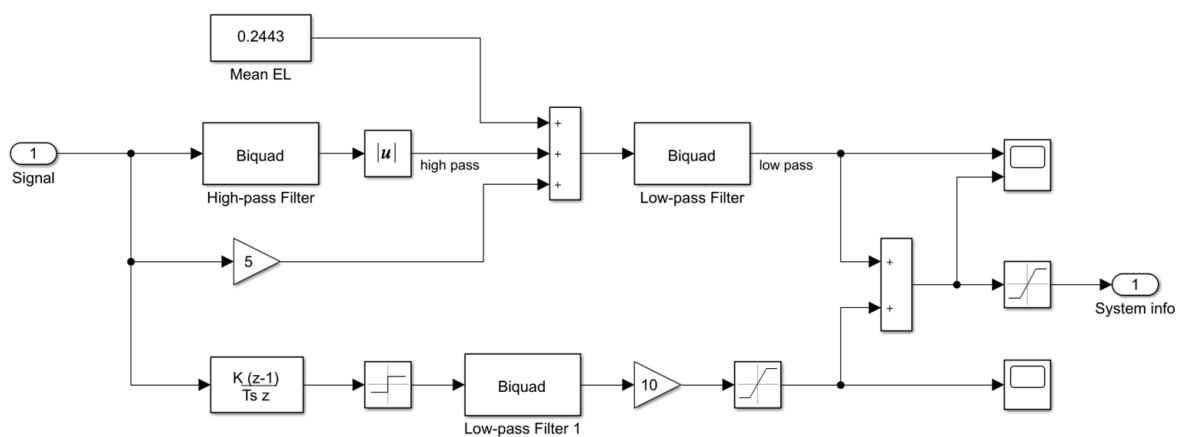 0.2443
Mean EL
1
Signal
Biquad
High-pass Filter
|u|
high pass
+
+
+
Biquad
Low-pass Filter
low pass
5
+
+
1
System info
K (z-1)
Ts z
Biquad
Low-pass Filter 1
10